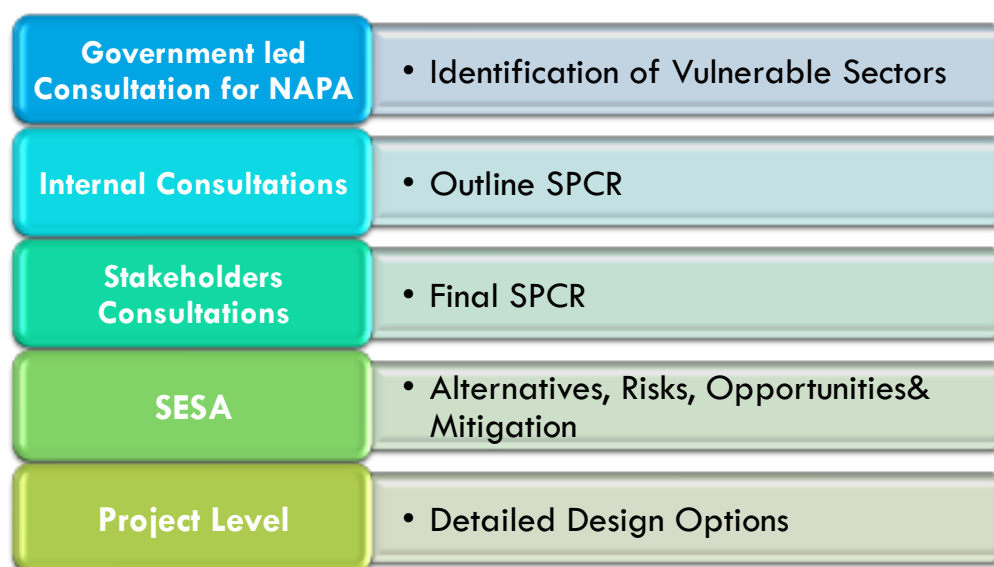 Government led
Consultation for NAPA
• Identification of Vulnerable Sectors
Internal Consultations
• Outline SPCR
Stakeholders
Consultations
• Final SPCR
SESA
• Alternatives, Risks, Opportunities&
Mitigation
Project Level
• Detailed Design Options